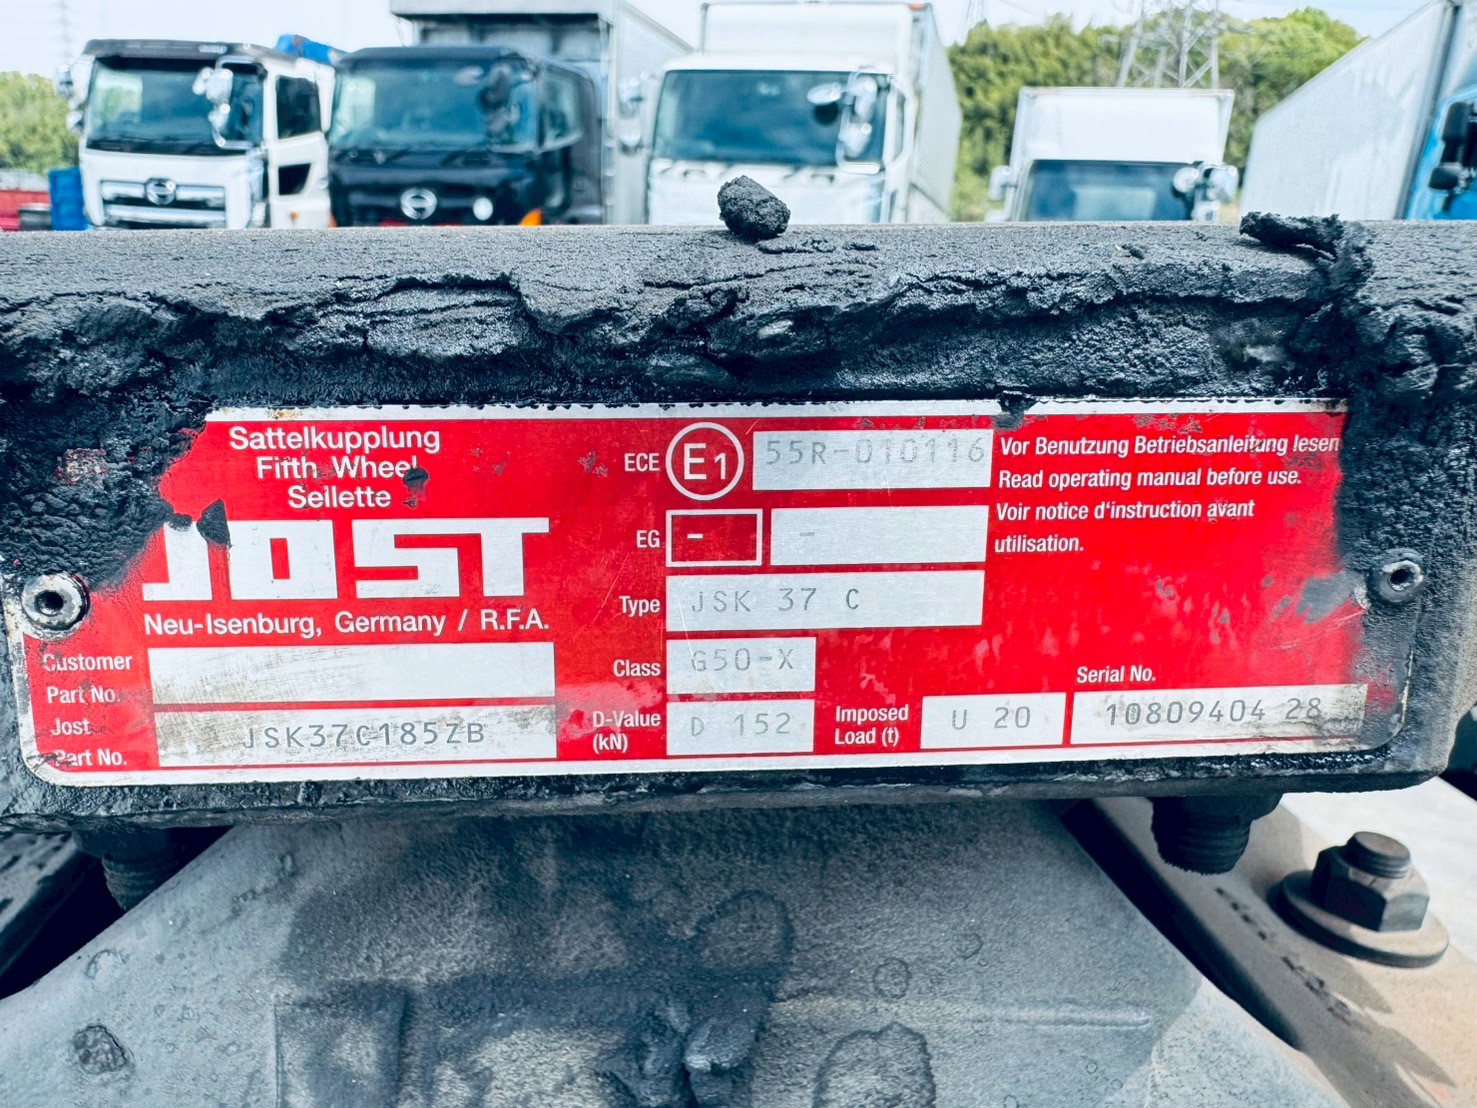 Sattelkupplung
Fifth Wheel
Seilette
JOST
Neu-Isenburg, Germany / R.F.A.
Customer
Part No.
Jost
Part No. JSK37C185ZB
ECE E1 55R-010116
EG - -
Type JSK 37 C
Class G50-X
D-Value
(kN) D 152
Imposed
Load (t) U 20
Vor Benutzung Betriebsanleitung lesen
Read operating manual before use.
Voir notice d'instruction avant
utilisation.
Serial No.
10809404 28